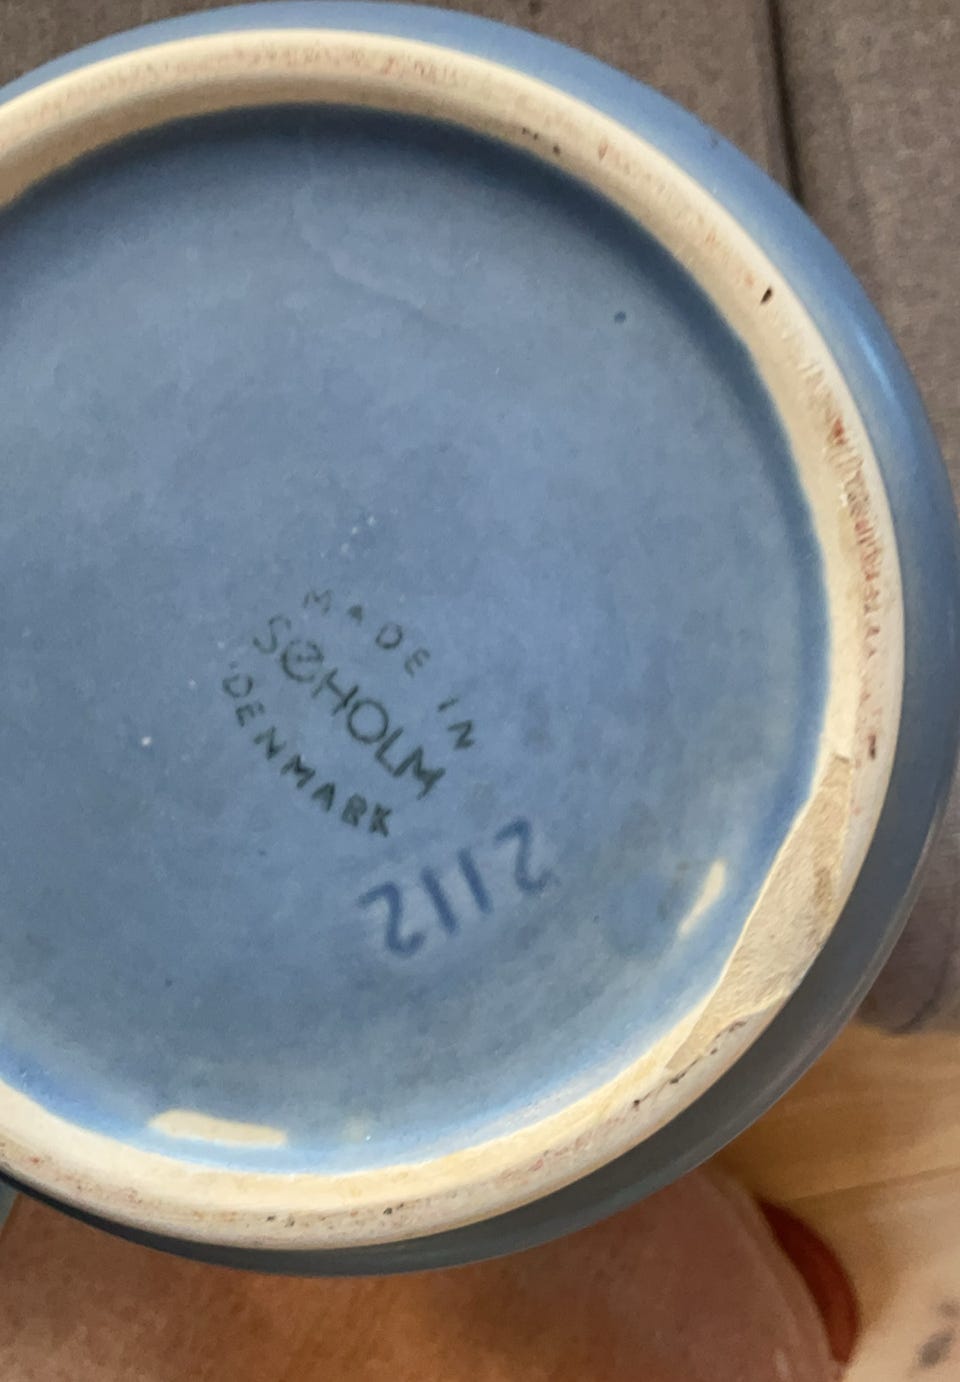 MADE IN
SØHOLM
DENMARK
2112